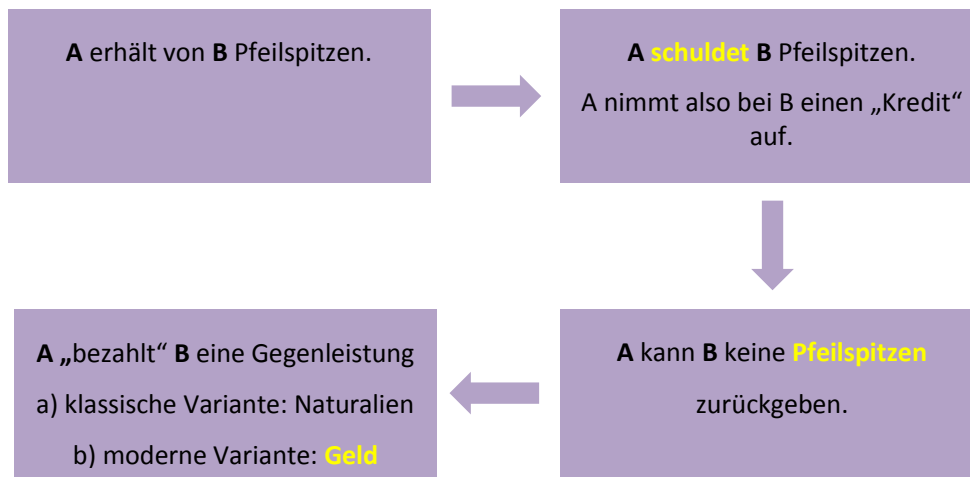 A erhält von B Pfeilspitzen.
A schuldet B Pfeilspitzen.
A nimmt also bei B einen „Kredit“
auf.
A kann B keine Pfeilspitzen
zurückgeben.
A „bezahlt“ B eine Gegenleistung
a) klassische Variante: Naturalien
b) moderne Variante: Geld